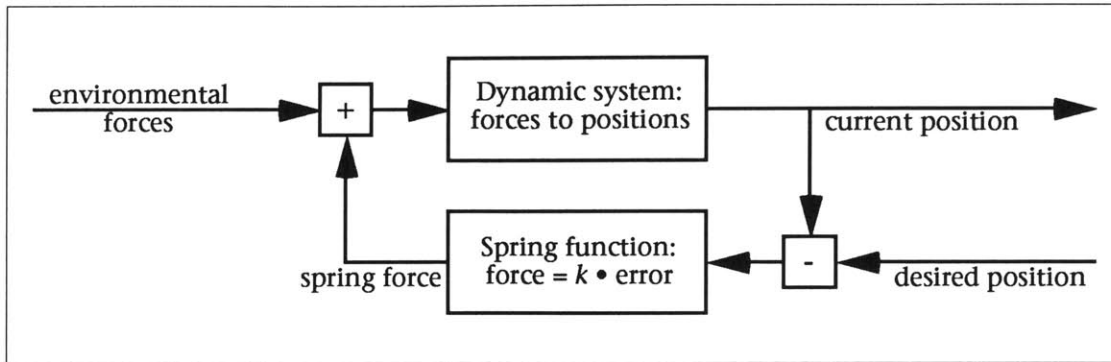 environmental
forces
+
Dynamic system:
forces to positions
current position
spring force
Spring function:
force = k • error
-
desired position